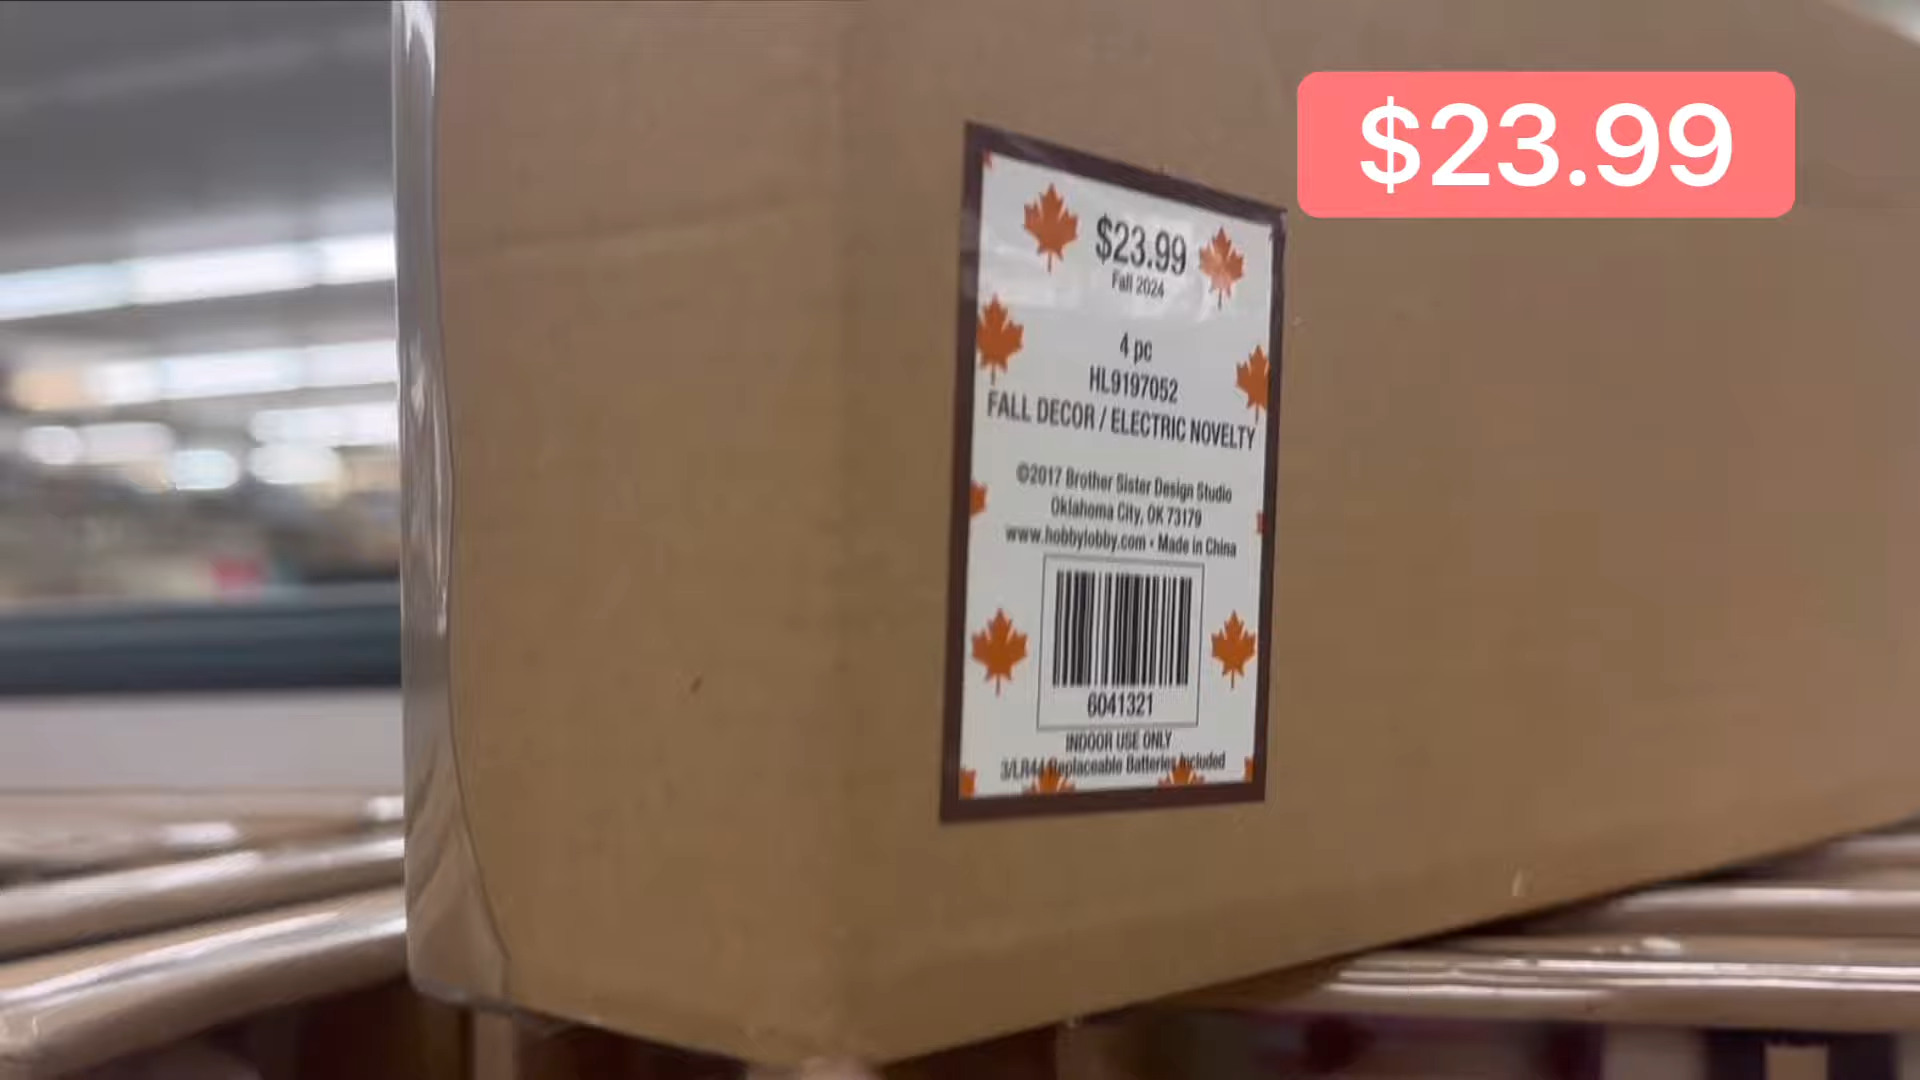 $23.99
$23.99
Fall 2024
4 pc
HL9197052
FALL DECOR / ELECTRIC NOVELTY
©2017 Brother Sister Design Studio
Oklahoma City, OK 73179
www.hobbylobby.com • Made in China
6041321
INDOOR USE ONLY
3/LR44 Replaceable Batteries Included